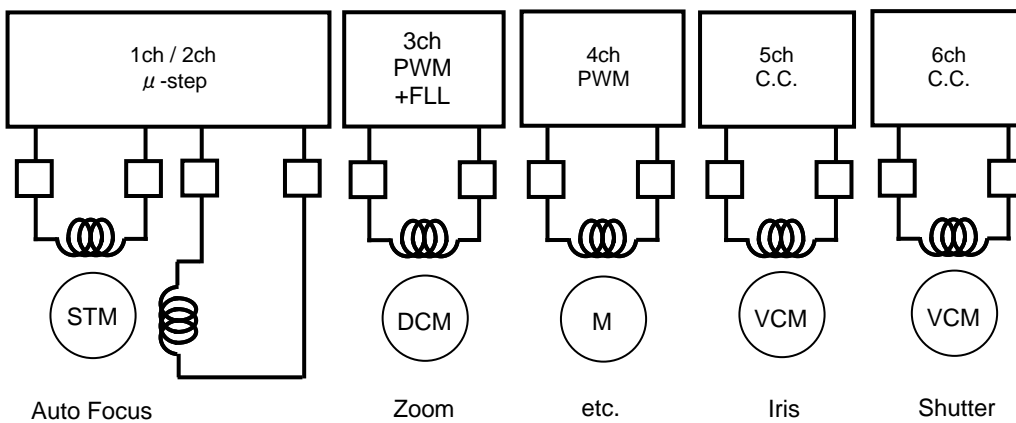 1ch / 2ch
μ-step
3ch
PWM
+FLL
4ch
PWM
5ch
C.C.
6ch
C.C.
STM
DCM
M
VCM
VCM
Auto Focus
Zoom
etc.
Iris
Shutter